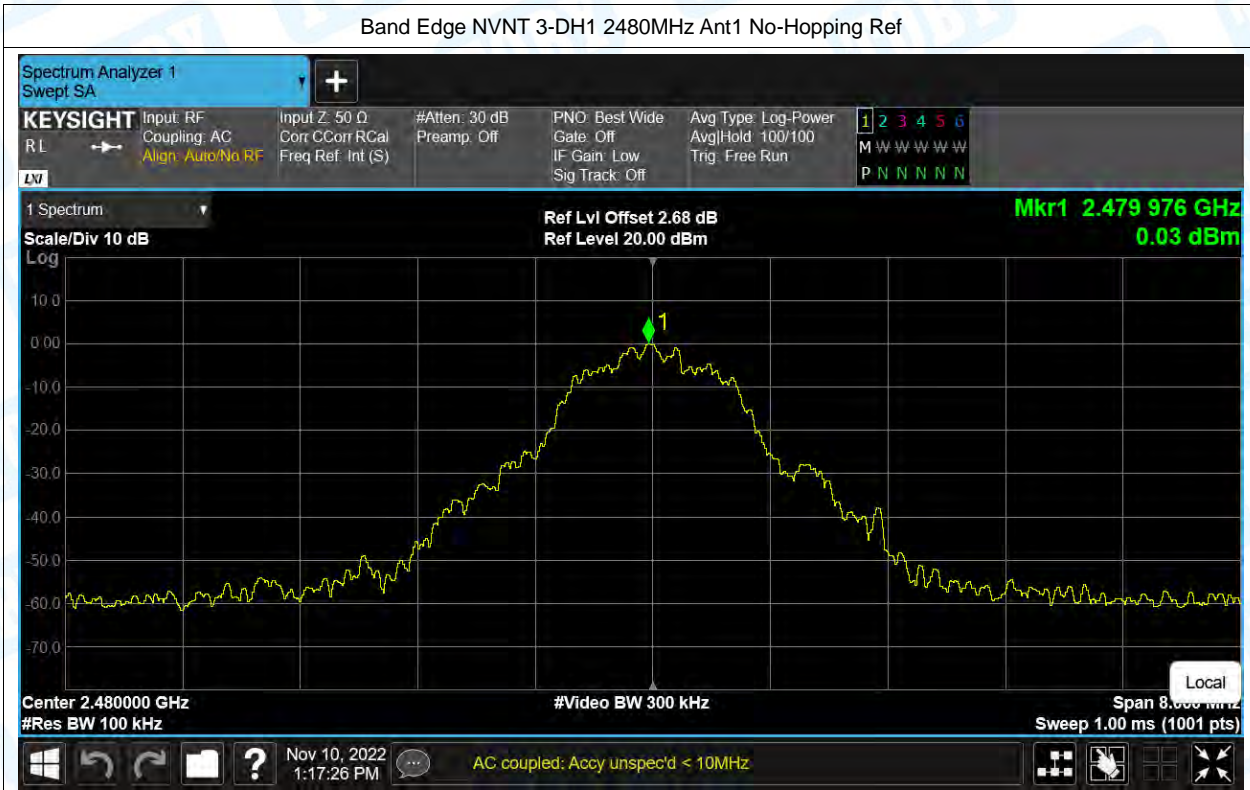 Band Edge NVNT 3-DH1 2480MHz Ant1 No-Hopping Ref
Spectrum Analyzer 1
Swept SA
+
KEYSIGHT
RL
LXI
Input: RF
Coupling: AC
Align: Auto/No RF
Input Z: 50 Ω
Corr CCorr RCal
Freq Ref: Int (S)
#Atten: 30 dB
Preamp: Off
PNO: Best Wide
Gate: Off
IF Gain: Low
Sig Track: Off
Avg Type: Log-Power
Avg|Hold: 100/100
Trig: Free Run
1 2 3 4 5 6
M W W W W W
P N N N N N
1 Spectrum
Scale/Div 10 dB
Ref Lvl Offset 2.68 dB
Ref Level 20.00 dBm
Mkr1 2.479 976 GHz
0.03 dBm
Log
10.0
0.00
-10.0
-20.0
-30.0
-40.0
-50.0
-60.0
-70.0
1
Center 2.480000 GHz
#Res BW 100 kHz
#Video BW 300 kHz
Local
Span 8.000 MHz
Sweep 1.00 ms (1001 pts)
?
Nov 10, 2022
1:17:26 PM
AC coupled: Accy unspec'd < 10MHz